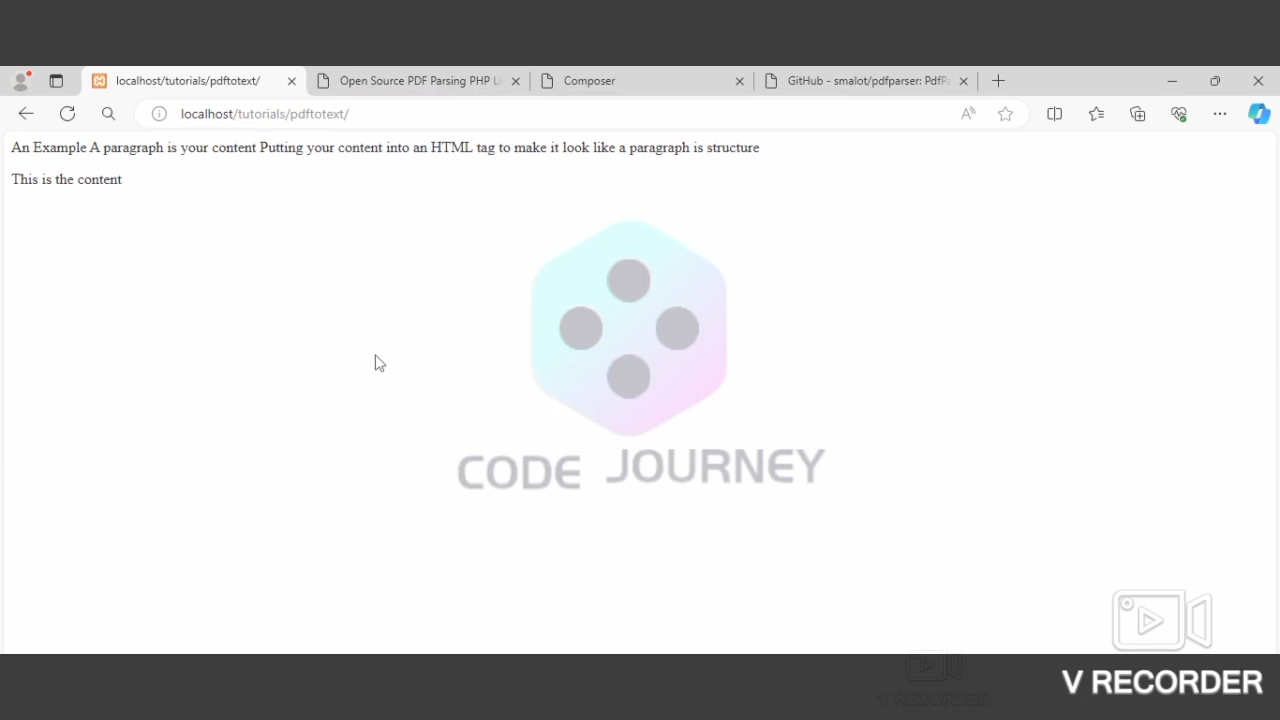 localhost/tutorials/pdftotext/
Open Source PDF Parsing PHP Li
Composer
GitHub - smalot/pdfparser: PdfPa
localhost/tutorials/pdftotext/
An Example A paragraph is your content Putting your content into an HTML tag to make it look like a paragraph is structure
This is the content
CODE JOURNEY
V RECORDER
V RECORDER